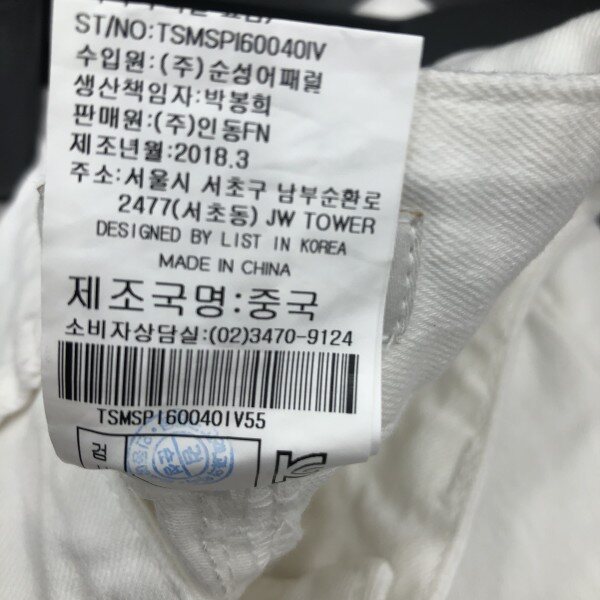 ST/NO:TSMSPI60040IV
수입원:(주)순성어패럴
생산책임자:박봉희
판매원:(주)인동FN
제조년월:2018.3
주소:서울시 서초구 남부순환로
2477(서초동) JW TOWER
DESIGNED BY LIST IN KOREA
MADE IN CHINA
제조국명:중국
소비자상담실:(02)3470-9124
TSMSPI60040IV55
검